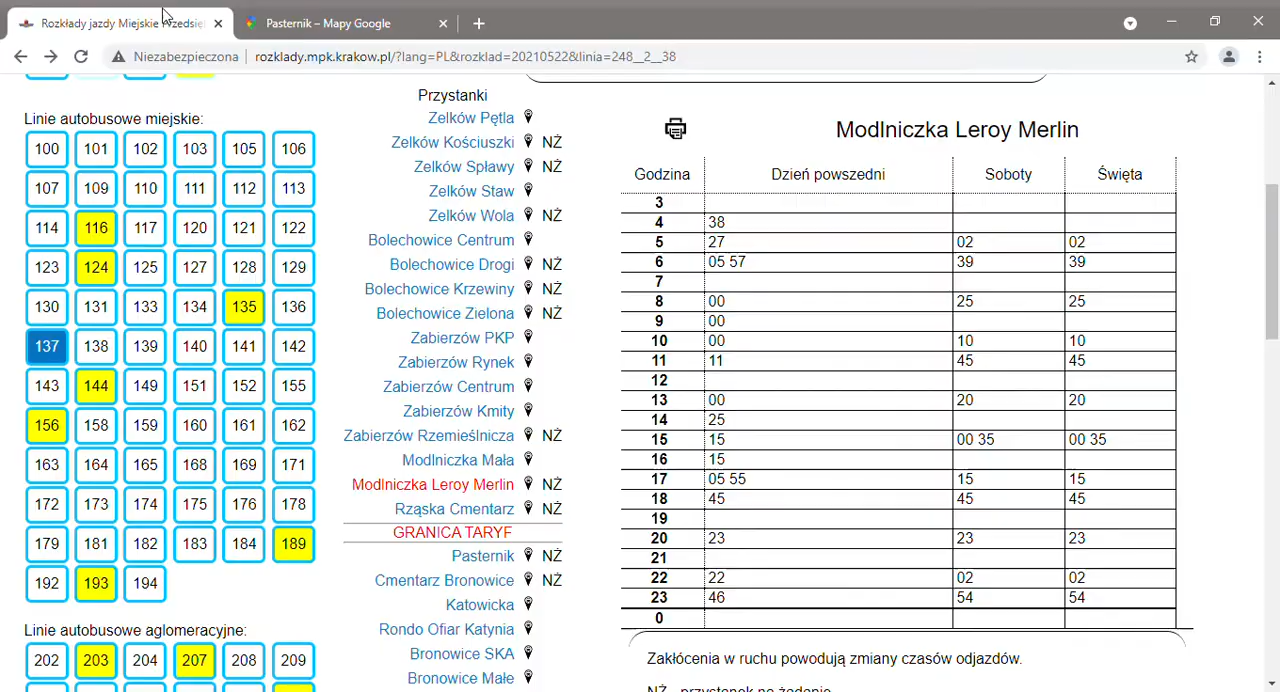 Rozkłady jazdy Miejskie
Pasternik – Mapy Google
Niezabezpieczona
rozklady.mpk.krakow.pl/?lang=PL&rozklad=20210522&linia=248__2__38
Linie autobusowe miejskie:
100 101 102 103 105 106
107 109 110 111 112 113
114 116 117 120 121 122
123 124 125 127 128 129
130 131 133 134 135 136
137 138 139 140 141 142
143 144 149 151 152 155
156 158 159 160 161 162
163 164 165 168 169 171
172 173 174 175 176 178
179 181 182 183 184 189
192 193 194
Linie autobusowe aglomeracyjne:
202 203 204 207 208 209
Przystanki
Zelków Pętla
Zelków Kościuszki NŻ
Zelków Spławy NŻ
Zelków Staw
Zelków Wola NŻ
Bolechowice Centrum
Bolechowice Drogi NŻ
Bolechowice Krzewiny NŻ
Bolechowice Zielona NŻ
Zabierzów PKP
Zabierzów Rynek
Zabierzów Centrum
Zabierzów Kmity
Zabierzów Rzemieślnicza NŻ
Modlniczka Mała
Modlniczka Leroy Merlin NŻ
Rząska Cmentarz NŻ
GRANICA TARYF
Pasternik NŻ
Cmentarz Bronowice NŻ
Katowicka
Rondo Ofiar Katynia
Bronowice SKA
Bronowice Małe
Modlniczka Leroy Merlin
Godzina Dzień powszedni Soboty Święta
3
4 38
5 27 02 02
6 05 57 39 39
7
8 00 25 25
9 00
10 00 10 10
11 11 45 45
12
13 00 20 20
14 25
15 15 00 35 00 35
16 15
17 05 55 15 15
18 45 45 45
19
20 23 23 23
21
22 22 02 02
23 46 54 54
0
Zakłócenia w ruchu powodują zmiany czasów odjazdów.
NŻ - przystanek na żądanie